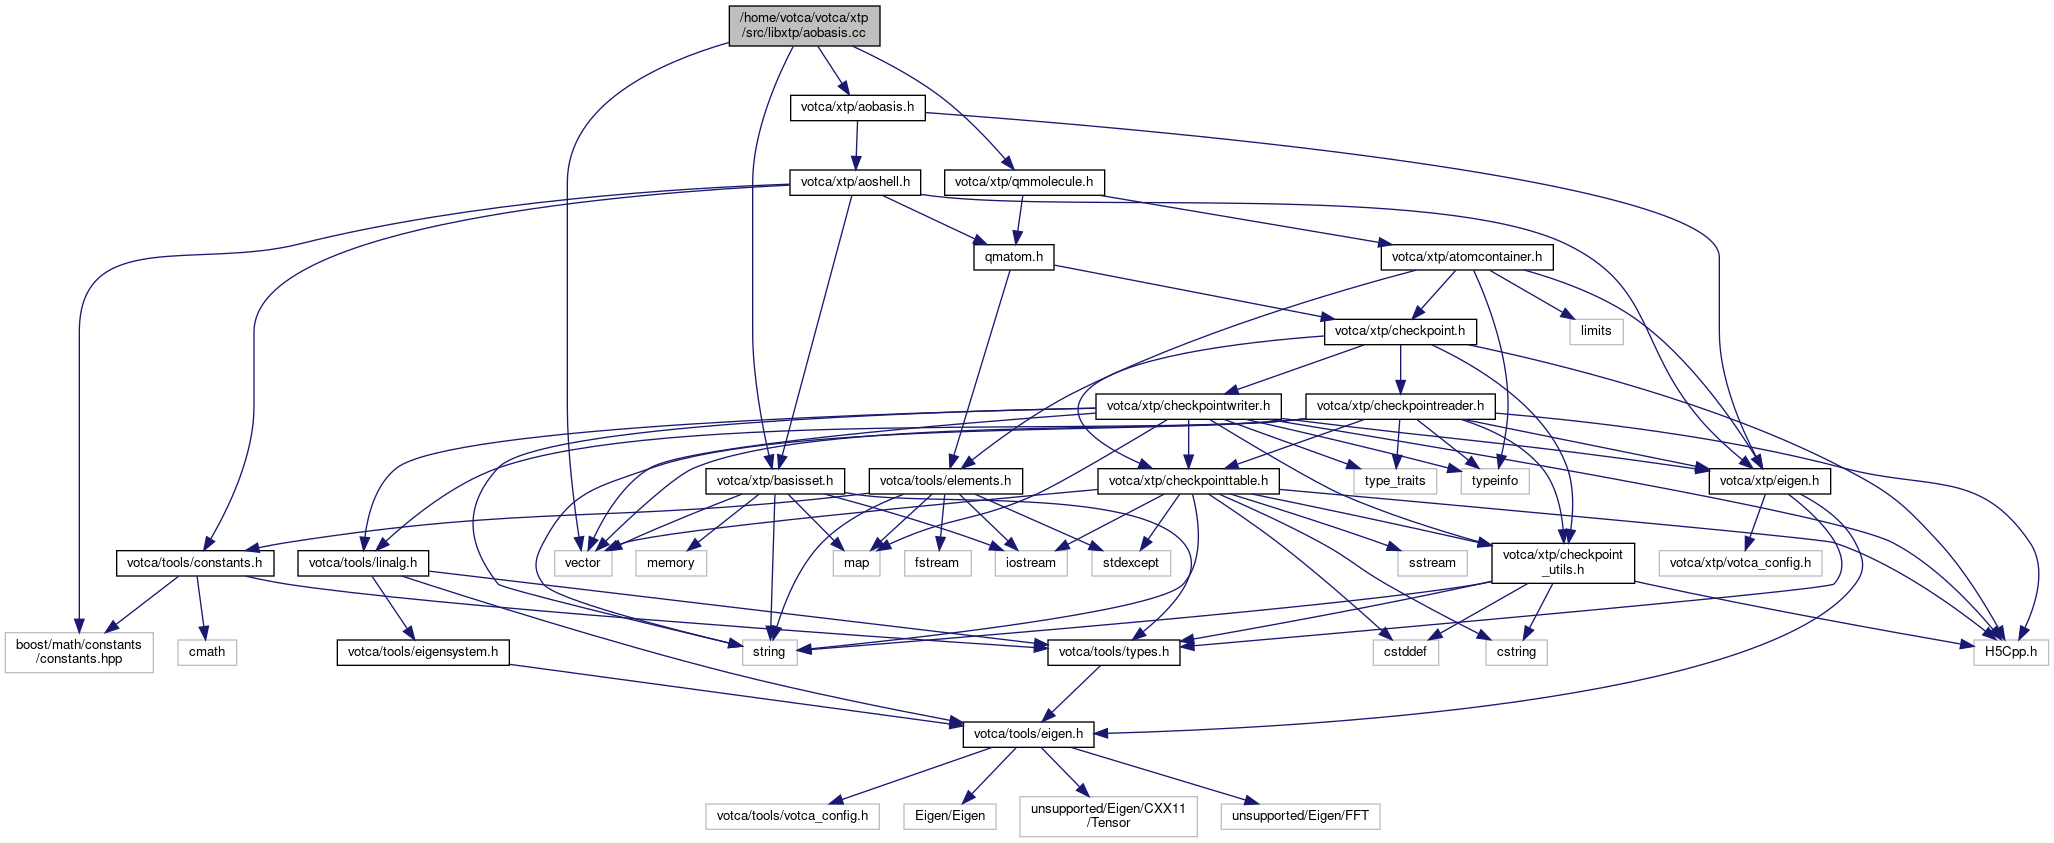 /home/votca/votca/xtp
/src/libxtp/aobasis.cc
votca/xtp/aobasis.h
votca/xtp/aoshell.h
votca/xtp/qmmolecule.h
qmatom.h
votca/xtp/atomcontainer.h
votca/xtp/checkpoint.h
limits
votca/xtp/checkpointwriter.h
votca/xtp/checkpointreader.h
votca/xtp/basisset.h
votca/tools/elements.h
votca/xtp/checkpointtable.h
type_traits
typeinfo
votca/xtp/eigen.h
votca/tools/constants.h
votca/tools/linalg.h
vector
memory
map
fstream
iostream
stdexcept
sstream
votca/xtp/checkpoint
_utils.h
votca/xtp/votca_config.h
boost/math/constants
/constants.hpp
cmath
votca/tools/eigensystem.h
string
votca/tools/types.h
cstddef
cstring
H5Cpp.h
votca/tools/eigen.h
votca/tools/votca_config.h
Eigen/Eigen
unsupported/Eigen/CXX11
/Tensor
unsupported/Eigen/FFT